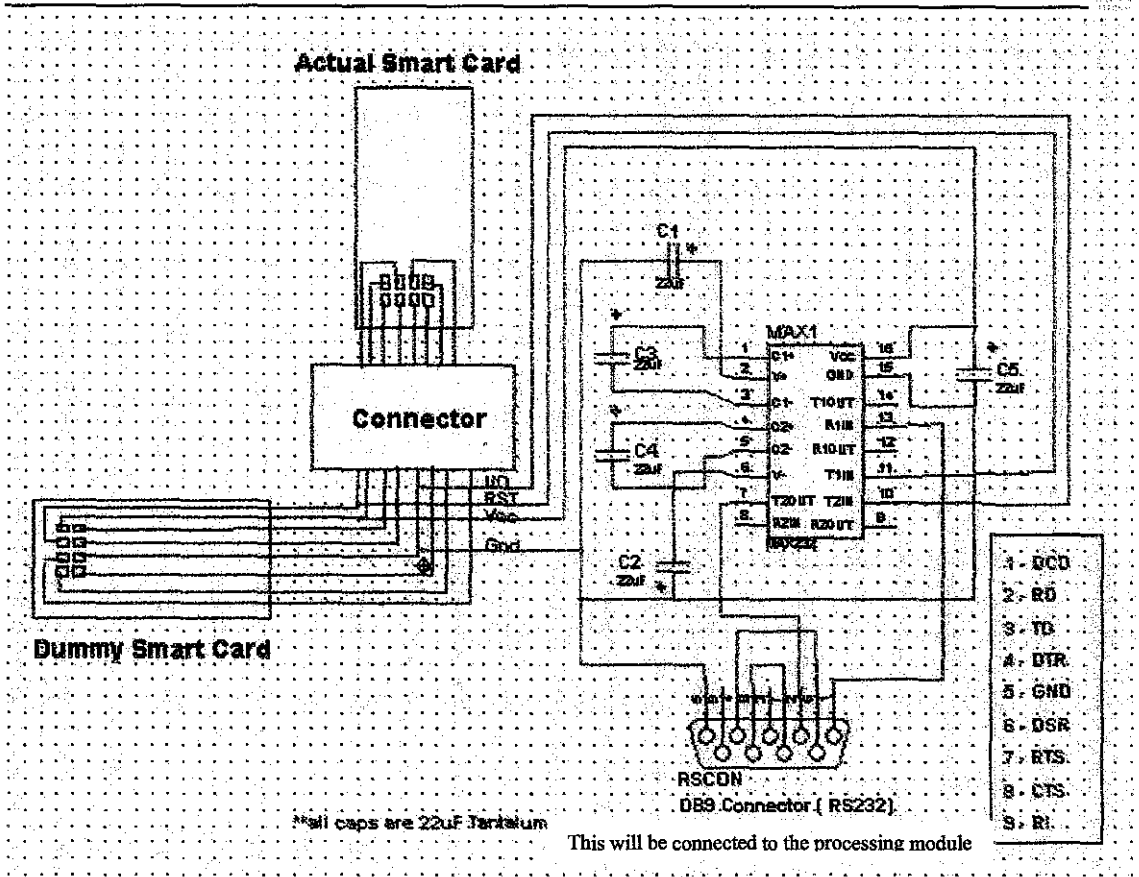 Actual Smart Card
Connector
I/O
RST
Vcc
Gnd
Dummy Smart Card
C1
22uF
C3
22uF
C4
22uF
C2
22uF
C5
22uF
MAX1
1 C1+
2 V+
3 C1-
4 C2+
5 C2-
6 V-
7 T2OUT
8 R2IN
Vcc 16
GND 15
T1OUT 14
R1IN 13
R1OUT 12
T1IN 11
T2IN 10
R2OUT 9
MAX232
RSCON
DB9 Connector ( RS232)
This will be connected to the processing module
**all caps are 22uF Tantalum
1 - DCD
2 - RD
3 - TD
4 - DTR
5 - GND
6 - DSR
7 - RTS
8 - CTS
9 - RI